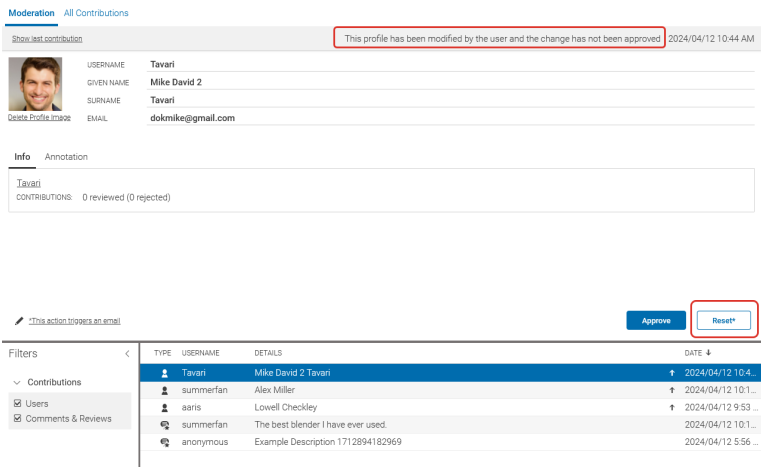 Moderation All Contributions
Show last contribution This profile has been modified by the user and the change has not been approved 2024/04/12 10:44 AM
USERNAME Tavari
GIVEN NAME Mike David 2
SURNAME Tavari
Delete Profile Image EMAIL dokmike@gmail.com
Info Annotation
Tavari
CONTRIBUTIONS: 0 reviewed (0 rejected)
*This action triggers an email Approve Reset*
Filters < TYPE USERNAME DETAILS DATE
Tavari Mike David 2 Tavari 2024/04/12 10:4...
Contributions
summerfan Alex Miller 2024/04/12 10:1...
Users
aaris Lowell Checkley 2024/04/12 9:53 ...
Comments & Reviews
summerfan The best blender I have ever used. 2024/04/12 10:1...
anonymous Example Description 1712894182969 2024/04/12 5:56 ...